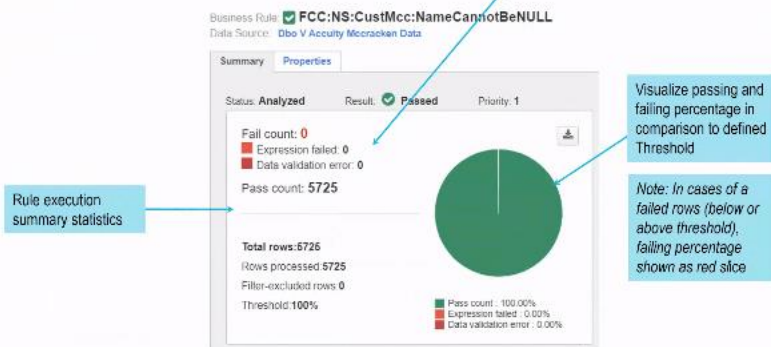 Business Rule: FCC:NS:CustMcc:NameCannotBeNULL
Data Source: Dbo V Accuity Mccracken Data
Summary Properties
Status: Analyzed Result: Passed Priority: 1
Fail count: 0
Expression failed: 0
Data validation error: 0
Pass count: 5725
Total rows:5725
Rows processed:5725
Filter-excluded rows 0
Threshold:100%
Pass count : 100.00%
Expression failed : 0.00%
Data validation error : 0.00%
Rule execution
summary statistics
Visualize passing and
failing percentage in
comparison to defined
Threshold
Note: In cases of a
failed rows (below or
above threshold),
failing percentage
shown as red slice